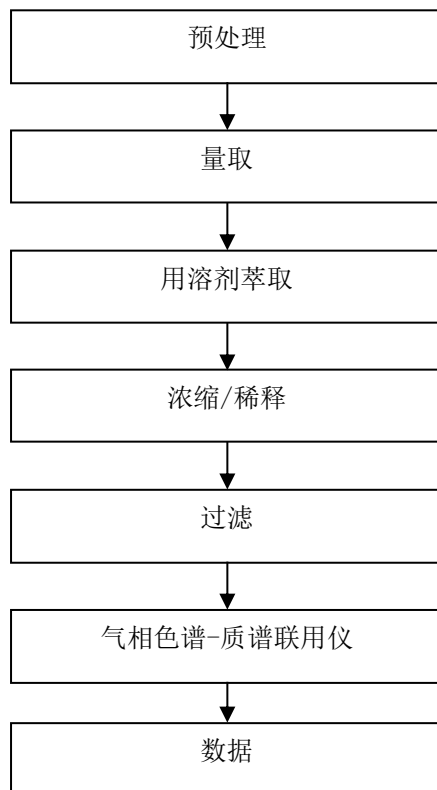 预处理
量取
用溶剂萃取
浓缩/稀释
过滤
气相色谱-质谱联用仪
数据